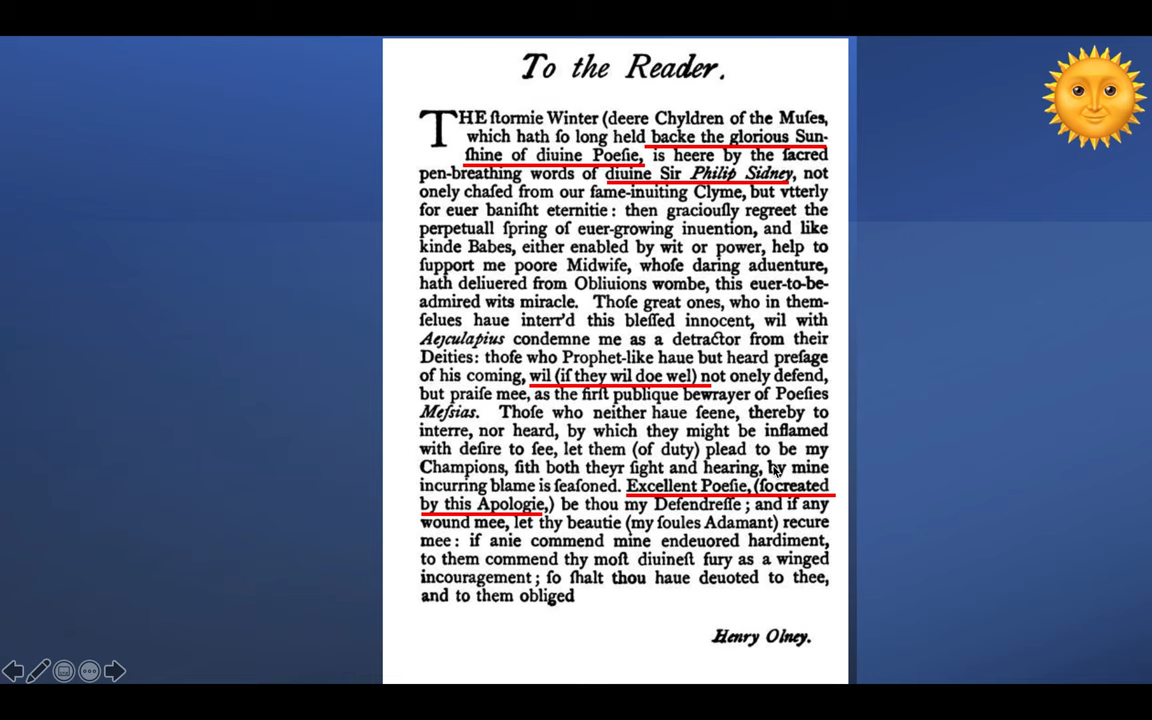 To the Reader.
THE ſtormie Winter (deere Chyldren of the Muſes,
which hath ſo long held backe the glorious Sun-
ſhine of diuine Poeſie, is heere by the ſacred
pen-breathing words of diuine Sir Philip Sidney, not
onely chaſed from our fame-inuiting Clyme, but vtterly
for euer baniſht eternitie : then graciouſly regreet the
perpetuall ſpring of euer-growing inuention, and like
kinde Babes, either enabled by wit or power, help to
ſupport me poore Midwife, whoſe daring aduenture,
hath deliuered from Obliuions wombe, this euer-to-be-
admired wits miracle. Thoſe great ones, who in them-
ſelues haue interr'd this bleſſed innocent, wil with
Aeſculapius condemne me as a detractor from their
Deities: thoſe who Prophet-like haue but heard preſage
of his coming, wil (if they wil doe wel) not onely defend,
but praiſe mee, as the firſt publique bewrayer of Poeſies
Meſsias. Thoſe who neither haue ſeene, thereby to
interre, nor heard, by which they might be inflamed
with deſire to ſee, let them (of duty) plead to be my
Champions, ſith both theyr ſight and hearing, by mine
incurring blame is ſeaſoned. Excellent Poeſie, (ſo created
by this Apologie,) be thou my Defendreſſe ; and if any
wound mee, let thy beautie (my ſoules Adamant) recure
mee : if anie commend mine endeuored hardiment,
to them commend thy moſt diuineſt fury as a winged
incouragement ; ſo ſhalt thou haue deuoted to thee,
and to them obliged
Henry Olney.